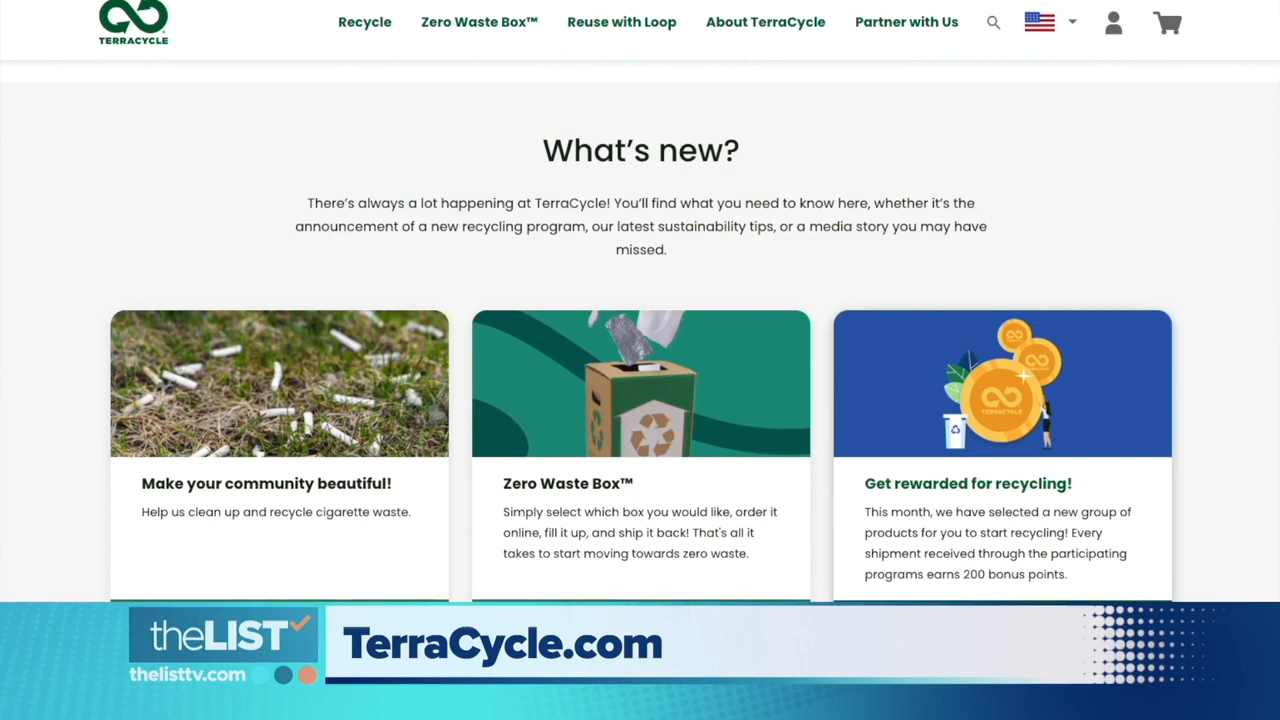 TERRACYCLE
Recycle
Zero Waste Box™
Reuse with Loop
About TerraCycle
Partner with Us
What's new?
There's always a lot happening at TerraCycle! You'll find what you need to know here, whether it's the
announcement of a new recycling program, our latest sustainability tips, or a media story you may have
missed.
TERRACYCLE
Make your community beautiful!
Help us clean up and recycle cigarette waste.
Zero Waste Box™
Simply select which box you would like, order it
online, fill it up, and ship it back! That's all it
takes to start moving towards zero waste.
Get rewarded for recycling!
This month, we have selected a new group of
products for you to start recycling! Every
shipment received through the participating
programs earns 200 bonus points.
theLIST
thelisttv.com
TerraCycle.com